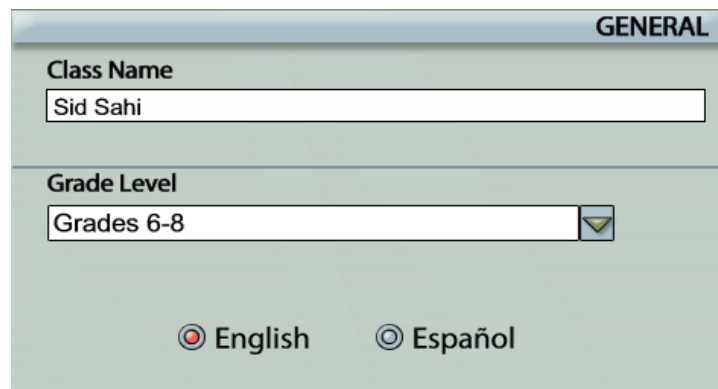 GENERAL
Class Name
Sid Sahi
Grade Level
Grades 6-8
English Español